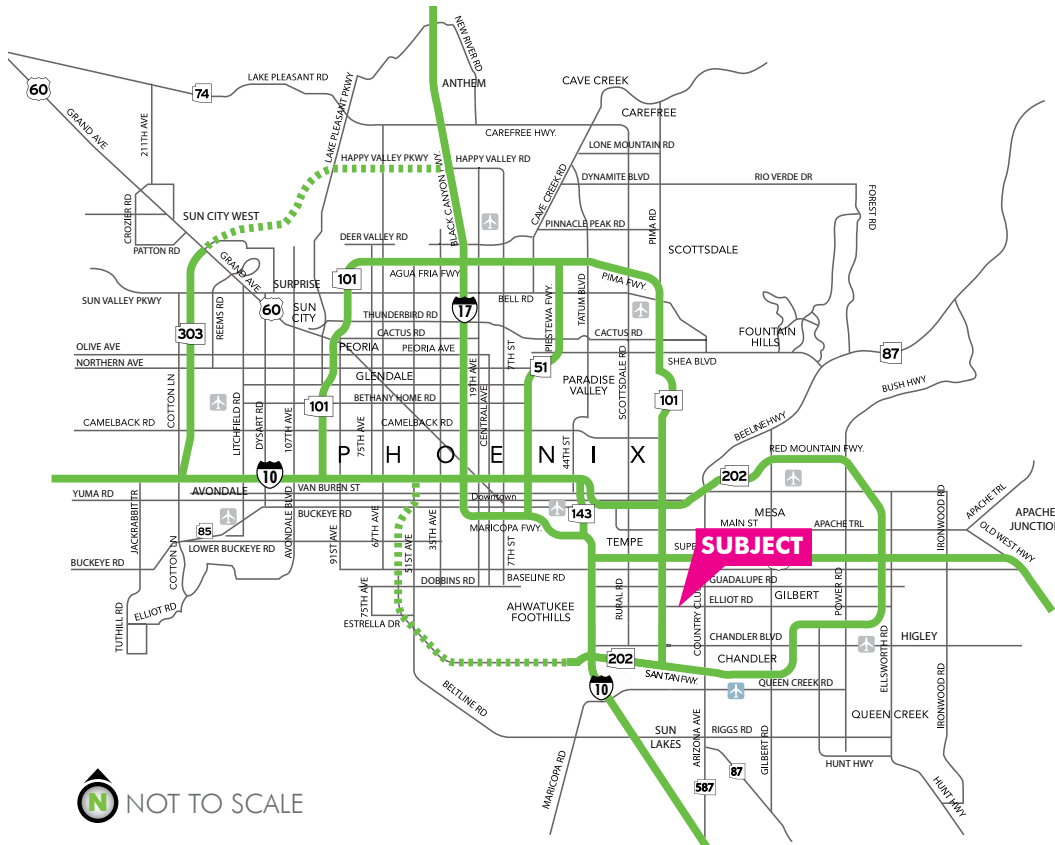 NEW RIVER RD
ANTHEM
CAVE CREEK
CAREFREE
60
74
LAKE PLEASANT RD
LAKE PLEASANT PKWY
GRAND AVE
211TH AVE
CAREFREE HWY.
LONE MOUNTAIN RD
HAPPY VALLEY PKWY
HAPPY VALLEY RD
BLACK CANYON FWY.
CAVE CREEK RD
DYNAMITE BLVD
RIO VERDE DR
FOREST RD
CROZIER RD
SUN CITY WEST
PINNACLE PEAK RD
PIMA RD
PATTON RD
DEER VALLEY RD
SCOTTSDALE
GRAND AVE
SURPRISE
101
AGUA FRIA FWY.
PIMA FWY.
SUN VALLEY PKWY
REEMS RD
60
SUN
CITY
17
BELL RD
PIESTEWA FWY.
TATUM BLVD
THUNDERBIRD RD
303
CACTUS RD
CACTUS RD
FOUNTAIN
HILLS
OLIVE AVE
PEORIA
PEORIA AVE
7TH ST
87
NORTHERN AVE
51
SHEA BLVD
GLENDALE
19TH AVE
PARADISE
VALLEY
SCOTTSDALE RD
BUSH HWY
COTTON LN
LITCHFIELD RD
DYSART RD
107TH AVE
101
BETHANY HOME RD
101
CAMELBACK RD
75TH AVE
CAMELBACK RD
CENTRAL AVE
44TH ST
BEELINE HWY
PHOENIX
RED MOUNTAIN FWY.
10
202
YUMA RD
AVONDALE
VAN BUREN ST
Downtown
JACKRABBIT TR
AVONDALE BLVD
BUCKEYE RD
143
MESA
IRONWOOD RD
APACHE TRL
APACHE
JUNCTION
85
91ST AVE
67TH AVE
51ST AVE
35TH AVE
MARICOPA FWY.
7TH ST
TEMPE
MAIN ST
APACHE TRL
OLD WEST HWY
LOWER BUCKEYE RD
SUPE
SUBJECT
BUCKEYE RD
COTTON LN
75TH AVE
DOBBINS RD
BASELINE RD
GUADALUPE RD
GILBERT
POWER RD
TUTHILL RD
ELLIOT RD
ESTRELLA DR
AHWATUKEE
FOOTHILLS
RURAL RD
ELLIOT RD
COUNTRY CLU
CHANDLER BLVD
HIGLEY
202
CHANDLER
ELLSWORTH RD
SANTAN FWY.
10
QUEEN CREEK RD
IRONWOOD RD
BELTLINE RD
QUEEN CREEK
SUN
LAKES
ARIZONA AVE
RIGGS RD
GILBERT RD
MARICOPA RD
87
HUNT HWY
HUNT HWY
587
N NOT TO SCALE